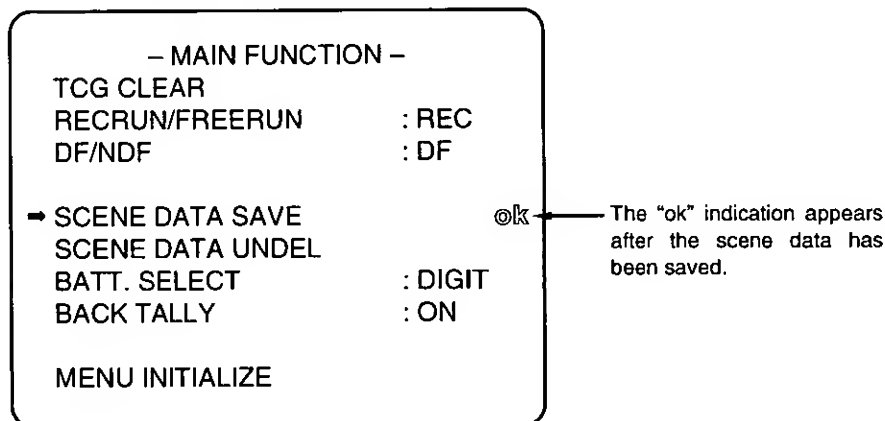 – MAIN FUNCTION –
TCG CLEAR
RECRUN/FREERUN : REC
DF/NDF : DF
➡ SCENE DATA SAVE ok
SCENE DATA UNDEL
BATT. SELECT : DIGIT
BACK TALLY : ON
MENU INITIALIZE
The “ok” indication appears
after the scene data has
been saved.